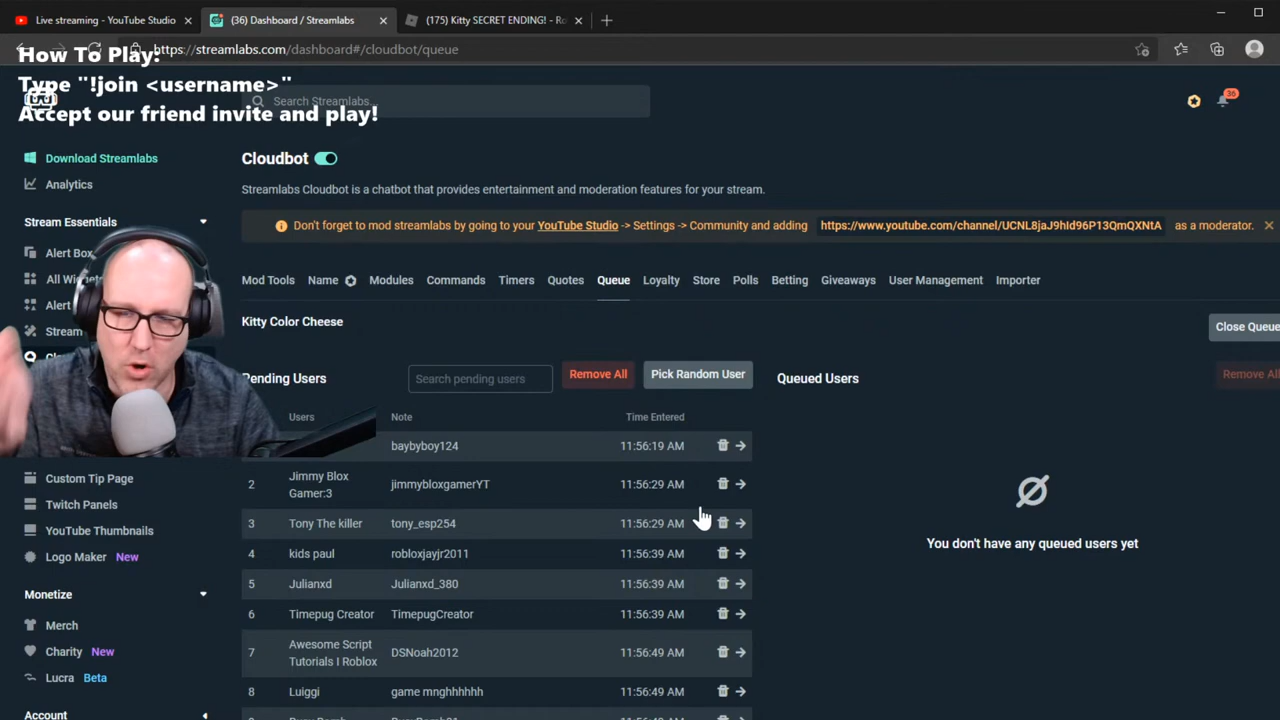 Live streaming - YouTube Studio
(36) Dashboard / Streamlabs
(175) Kitty SECRET ENDING! - Ro
https://streamlabs.com/dashboard#/cloudbot/queue
How To Play:
Type "!join <username>"
Accept our friend invite and play!
Search Streamlabs...
36
Download Streamlabs
Analytics
Stream Essentials
Alert Box
All Widgets
Alert
Stream
Custom Tip Page
Twitch Panels
YouTube Thumbnails
Logo Maker New
Monetize
Merch
Charity New
Lucra Beta
Account
Cloudbot
Streamlabs Cloudbot is a chatbot that provides entertainment and moderation features for your stream.
Don't forget to mod streamlabs by going to your YouTube Studio -> Settings -> Community and adding https://www.youtube.com/channel/UCNL8jaJ9hId96P13QmQXNtA as a moderator.
Mod Tools Name Modules Commands Timers Quotes Queue Loyalty Store Polls Betting Giveaways User Management Importer
Kitty Color Cheese
Close Queue
Pending Users
Search pending users
Remove All
Pick Random User
Users Note Time Entered
baybyboy124 11:56:19 AM
2 Jimmy Blox Gamer:3 jimmybloxgamerYT 11:56:29 AM
3 Tony The killer tony_esp254 11:56:29 AM
4 kids paul robloxjayjr2011 11:56:39 AM
5 Julianxd Julianxd_380 11:56:39 AM
6 Timepug Creator TimepugCreator 11:56:39 AM
7 Awesome Script Tutorials I Roblox DSNoah2012 11:56:49 AM
8 Luiggi game mnghhhhhh 11:56:49 AM
Queued Users
Remove All
You don't have any queued users yet